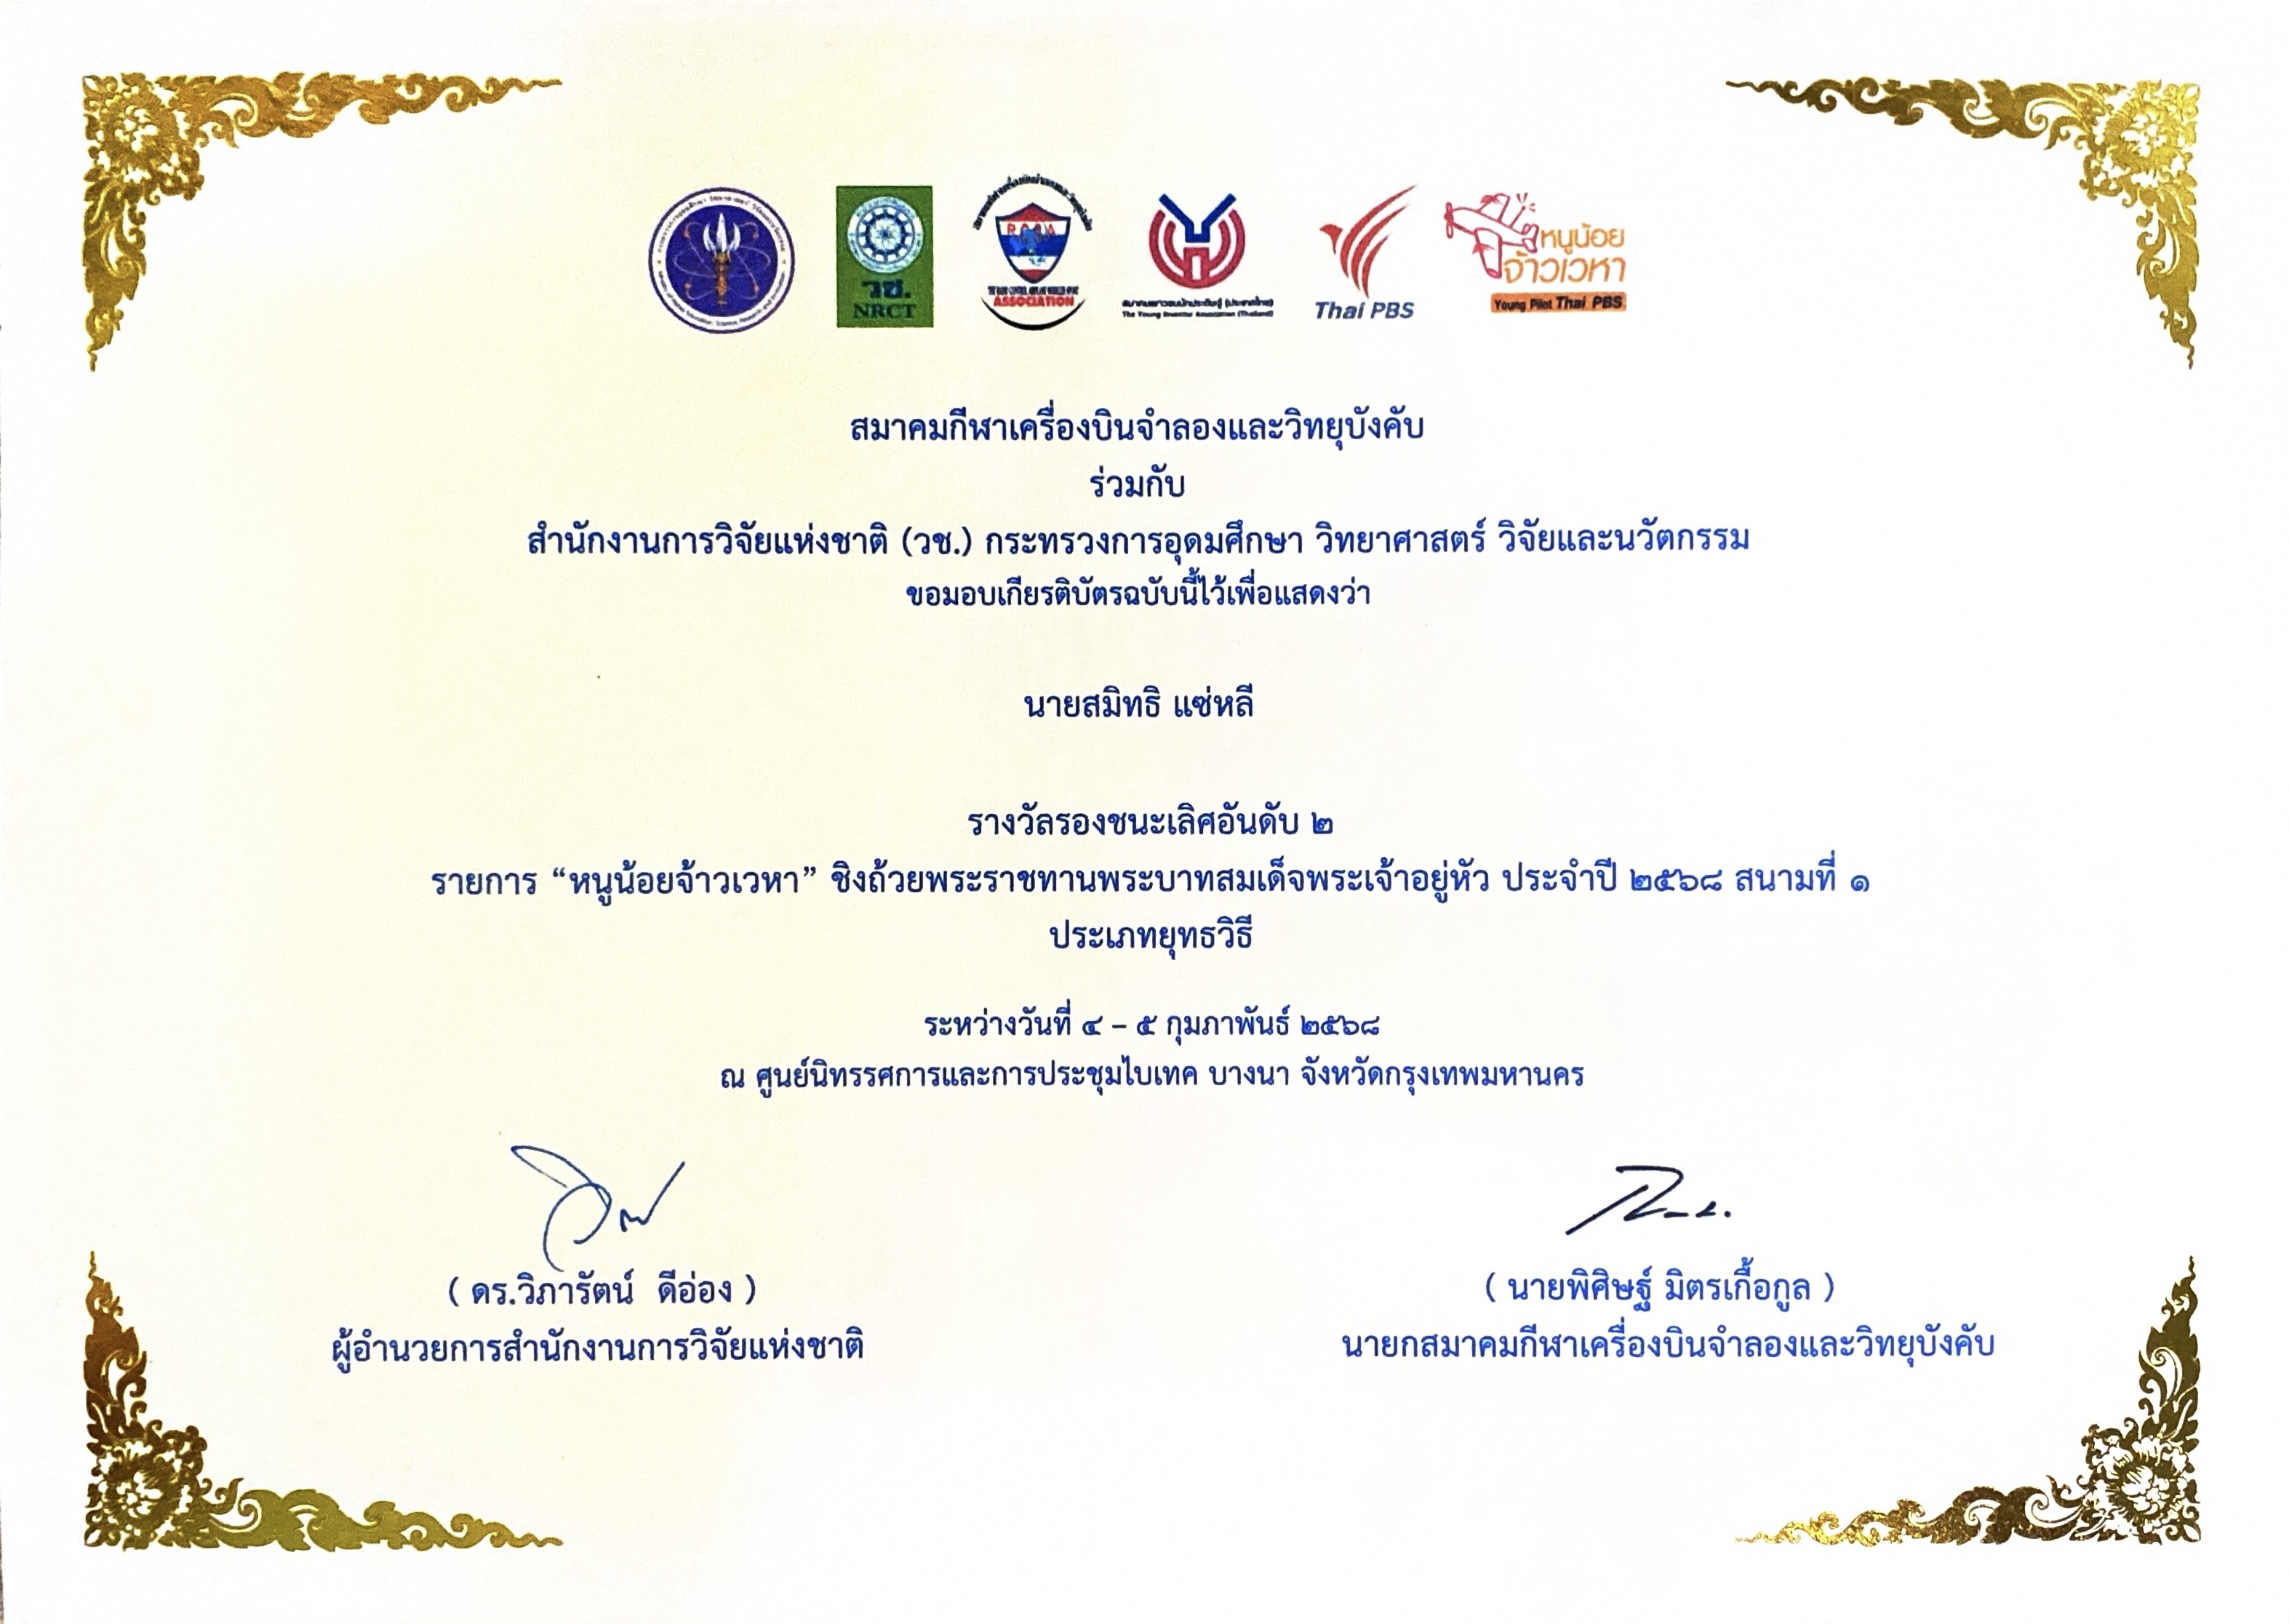 วช.
NRCT
ASSOCIATION
สมาคมเยาวชนนักประดิษฐ์ (ประเทศไทย)
The Young Inventor Association (Thailand)
Thai PBS
หนูน้อย
จ้าวเวหา
Young Pilot Thai PBS
สมาคมกีฬาเครื่องบินจำลองและวิทยุบังคับ
ร่วมกับ
สำนักงานการวิจัยแห่งชาติ (วช.) กระทรวงการอุดมศึกษา วิทยาศาสตร์ วิจัยและนวัตกรรม
ขอมอบเกียรติบัตรฉบับนี้ไว้เพื่อแสดงว่า
นายสมิทธิ แซ่หลี
รางวัลรองชนะเลิศอันดับ ๒
รายการ “หนูน้อยจ้าวเวหา” ชิงถ้วยพระราชทานพระบาทสมเด็จพระเจ้าอยู่หัว ประจำปี ๒๕๖๘ สนามที่ ๑
ประเภทยุทธวิธี
ระหว่างวันที่ ๔ – ๕ กุมภาพันธ์ ๒๕๖๘
ณ ศูนย์นิทรรศการและการประชุมไบเทค บางนา จังหวัดกรุงเทพมหานคร
( ดร.วิภารัตน์ ดีอ่อง )
ผู้อำนวยการสำนักงานการวิจัยแห่งชาติ
( นายพิศิษฐ์ มิตรเกื้อกูล )
นายกสมาคมกีฬาเครื่องบินจำลองและวิทยุบังคับ